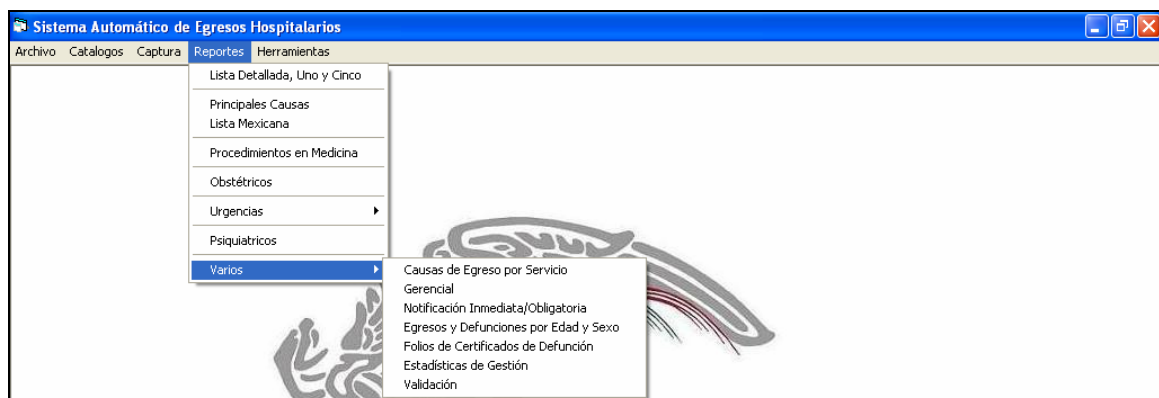 Sistema Automático de Egresos Hospitalarios
Archivo Catalogos Captura Reportes Herramientas
Lista Detallada, Uno y Cinco
Principales Causas
Lista Mexicana
Procedimientos en Medicina
Obstétricos
Urgencias
Psiquiatricos
Varios
Causas de Egreso por Servicio
Gerencial
Notificación Inmediata/Obligatoria
Egresos y Defunciones por Edad y Sexo
Folios de Certificados de Defunción
Estadísticas de Gestión
Validación